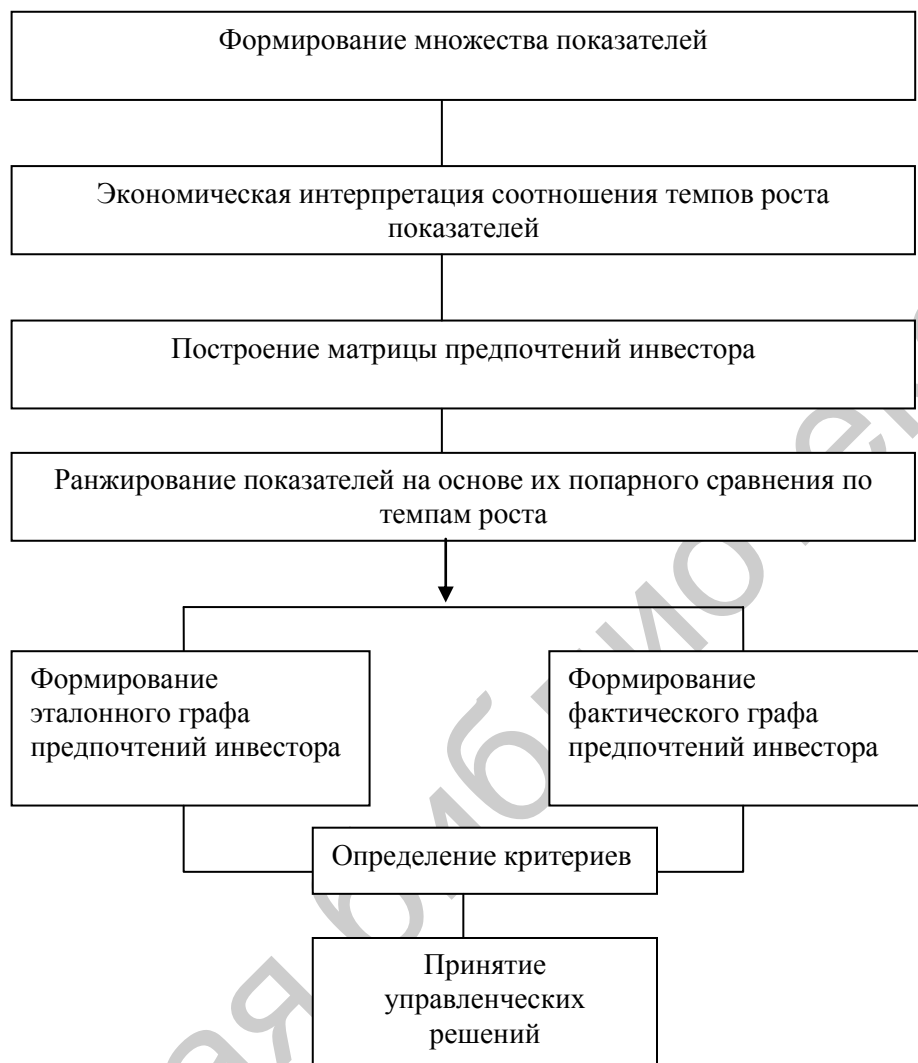 Формирование множества показателей
Экономическая интерпретация соотношения темпов роста
показателей
Построение матрицы предпочтений инвестора
Ранжирование показателей на основе их попарного сравнения по
темпам роста
Формирование
эталонного графа
предпочтений инвестора
Формирование
фактического графа
предпочтений инвестора
Определение критериев
Принятие
управленческих
решений